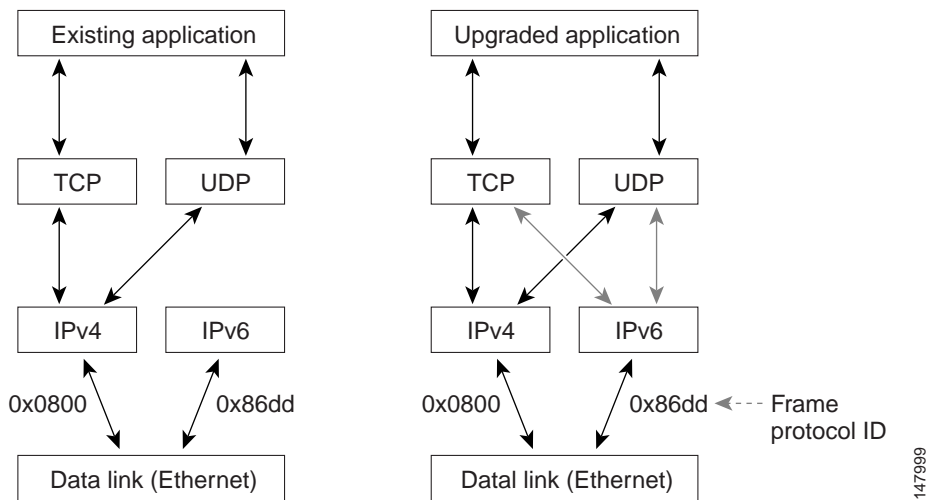 Existing application
Upgraded application
TCP
UDP
TCP
UDP
IPv4
IPv6
IPv4
IPv6
0x0800
0x86dd
0x0800
0x86dd
Frame
protocol ID
Data link (Ethernet)
Datal link (Ethernet)
147999